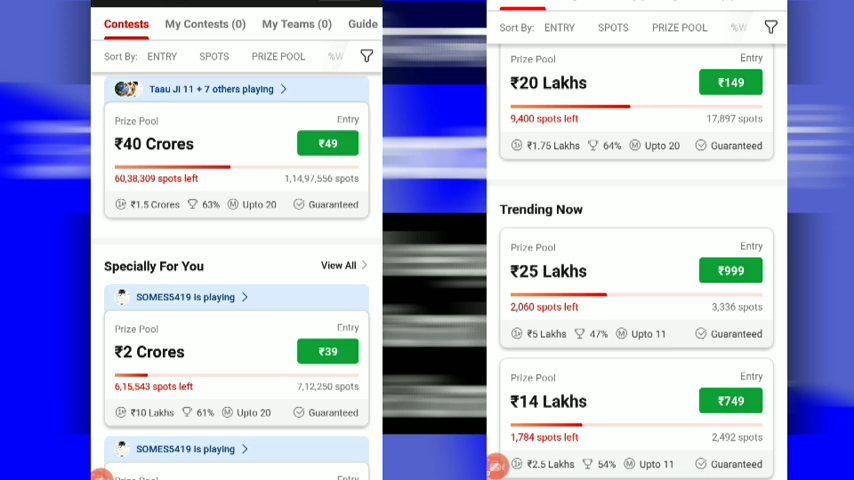 Contests My Contests (0) My Teams (0) Guide
Sort By: ENTRY SPOTS PRIZE POOL %W
Taau Ji 11 + 7 others playing
Prize Pool Entry
₹40 Crores ₹49
60,38,309 spots left 1,14,97,556 spots
₹1.5 Crores 63% M Upto 20 Guaranteed
Specially For You View All
SOMES5419 is playing
Prize Pool Entry
₹2 Crores ₹39
6,15,543 spots left 7,12,250 spots
₹10 Lakhs 61% M Upto 20 Guaranteed
SOMES5419 is playing
Prize Pool Entry
Sort By: ENTRY SPOTS PRIZE POOL %W
Prize Pool Entry
₹20 Lakhs ₹149
9,400 spots left 17,897 spots
₹1.75 Lakhs 64% M Upto 20 Guaranteed
Trending Now
Prize Pool Entry
₹25 Lakhs ₹999
2,060 spots left 3,336 spots
₹5 Lakhs 47% M Upto 11 Guaranteed
Prize Pool Entry
₹14 Lakhs ₹749
1,784 spots left 2,492 spots
₹2.5 Lakhs 54% M Upto 11 Guaranteed